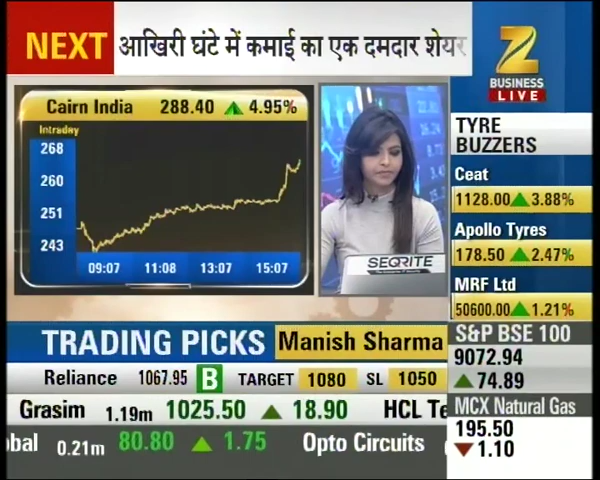 NEXT
आखिरी घंटे में कमाई का एक दमदार शेयर
Z
BUSINESS
LIVE
Cairn India 288.40 ▲ 4.95%
Intraday
268
260
251
243
09:07 11:08 13:07 15:07
SEQRITE
TYRE
BUZZERS
Ceat
1128.00 ▲ 3.88%
Apollo Tyres
178.50 ▲ 2.47%
MRF Ltd
50600.00 ▲ 1.21%
TRADING PICKS Manish Sharma
Reliance 1067.95 B TARGET 1080 SL 1050
S&P BSE 100
9072.94
▲ 74.89
MCX Natural Gas
195.50
▼ 1.10
Grasim 1.19m 1025.50 ▲ 18.90 HCL Te
obal 0.21m 80.80 ▲ 1.75 Opto Circuits